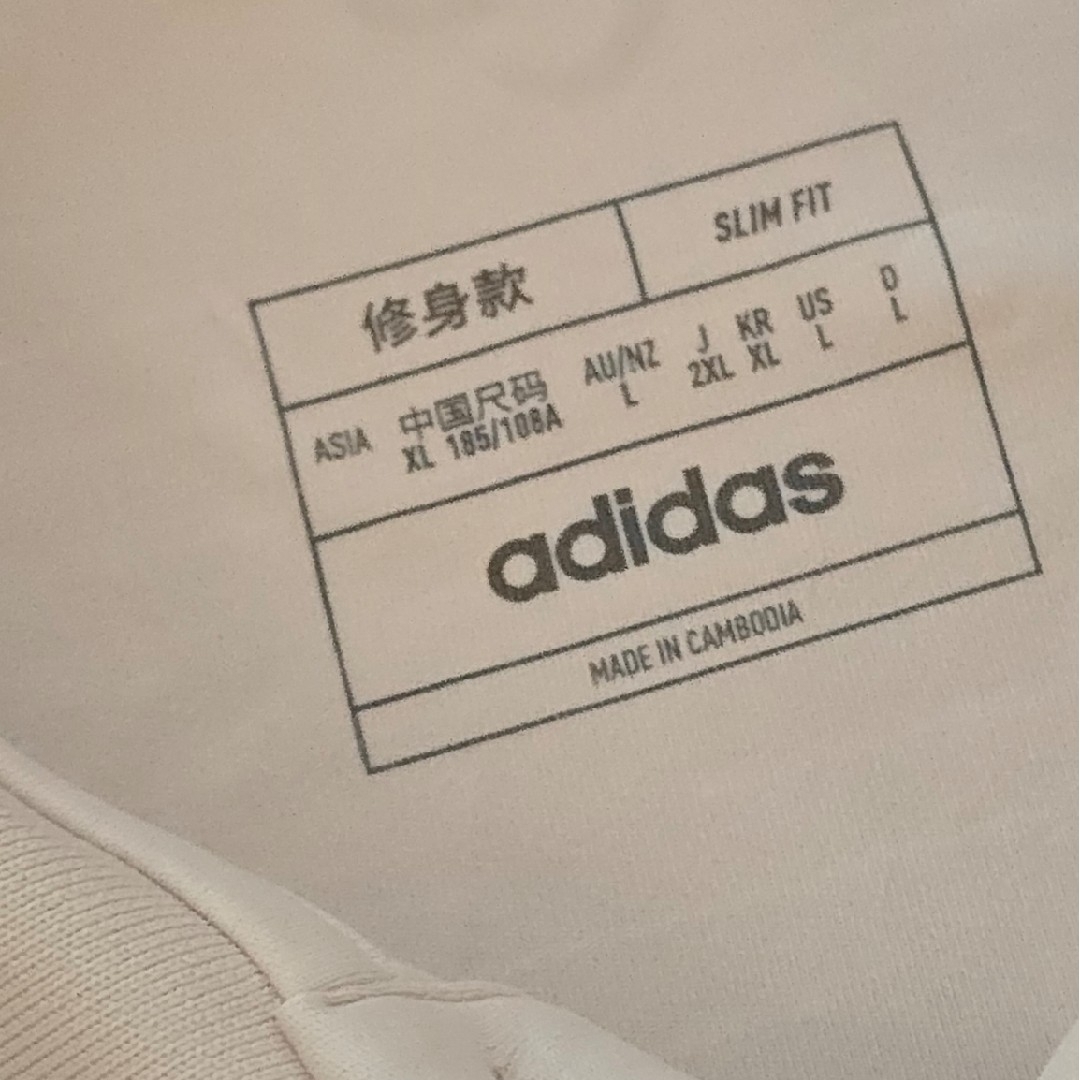 修身款 SLIM FIT
ASIA 中国尺码 AU/NZ J KR US D
XL 185/108A L 2XL XL L L
adidas
MADE IN CAMBODIA